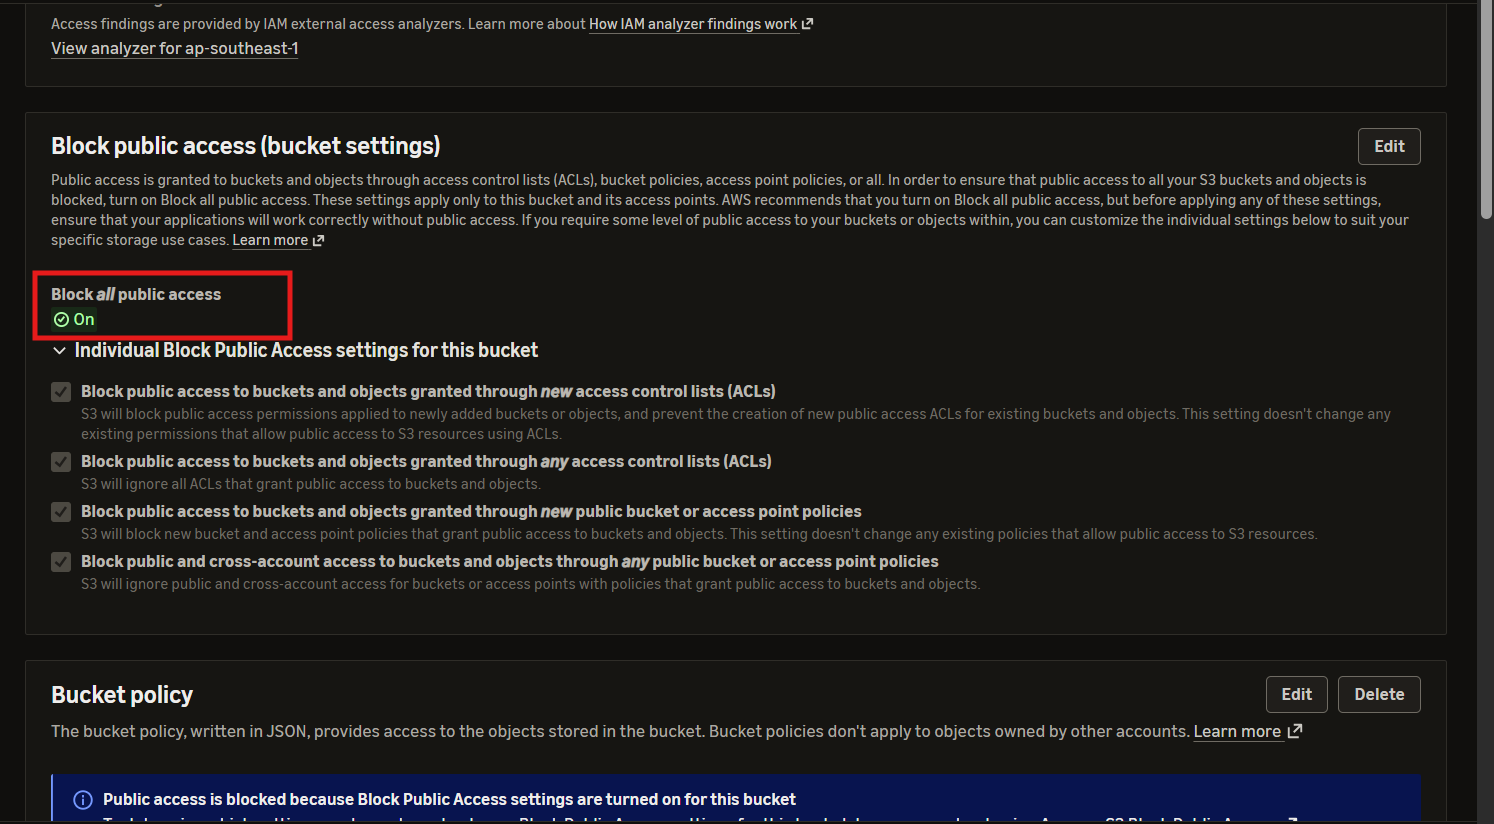 Access findings are provided by IAM external access analyzers. Learn more about How IAM analyzer findings work
View analyzer for ap-southeast-1
Block public access (bucket settings)
Edit
Public access is granted to buckets and objects through access control lists (ACLs), bucket policies, access point policies, or all. In order to ensure that public access to all your S3 buckets and objects is
blocked, turn on Block all public access. These settings apply only to this bucket and its access points. AWS recommends that you turn on Block all public access, but before applying any of these settings,
ensure that your applications will work correctly without public access. If you require some level of public access to your buckets or objects within, you can customize the individual settings below to suit your
specific storage use cases. Learn more
Block all public access
On
Individual Block Public Access settings for this bucket
Block public access to buckets and objects granted through new access control lists (ACLs)
S3 will block public access permissions applied to newly added buckets or objects, and prevent the creation of new public access ACLs for existing buckets and objects. This setting doesn't change any
existing permissions that allow public access to S3 resources using ACLs.
Block public access to buckets and objects granted through any access control lists (ACLs)
S3 will ignore all ACLs that grant public access to buckets and objects.
Block public access to buckets and objects granted through new public bucket or access point policies
S3 will block new bucket and access point policies that grant public access to buckets and objects. This setting doesn't change any existing policies that allow public access to S3 resources.
Block public and cross-account access to buckets and objects through any public bucket or access point policies
S3 will ignore public and cross-account access for buckets or access points with policies that grant public access to buckets and objects.
Bucket policy
Edit
Delete
The bucket policy, written in JSON, provides access to the objects stored in the bucket. Bucket policies don't apply to objects owned by other accounts. Learn more
Public access is blocked because Block Public Access settings are turned on for this bucket